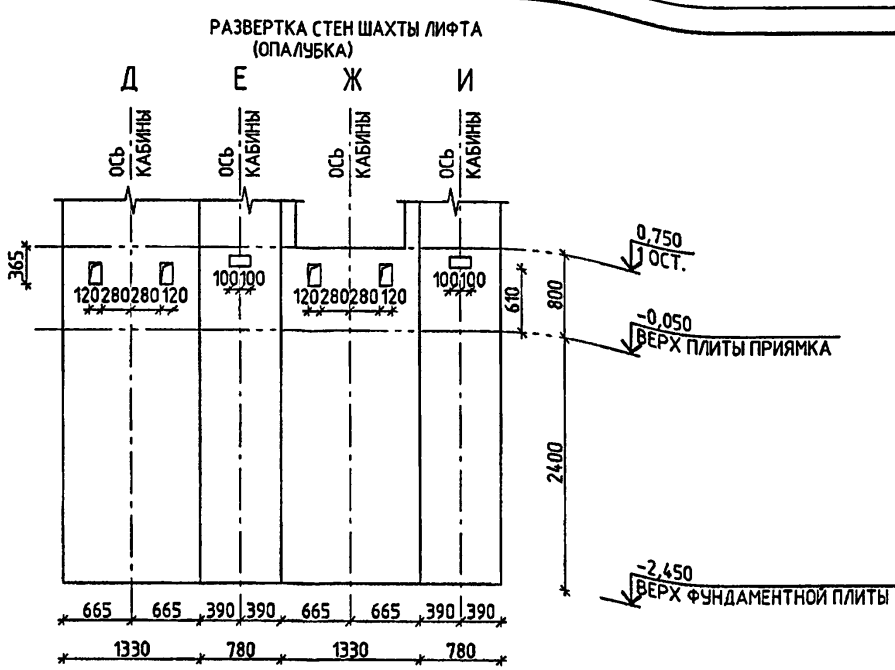 РАЗВЕРТКА СТЕН ШАХТЫ ЛИФТА
(ОПАЛУБКА)
Д Е Ж И
ОСЬ КАБИНЫ ОСЬ КАБИНЫ ОСЬ КАБИНЫ ОСЬ КАБИНЫ
0,750
1 ОСТ.
365
100 100 100 100
120 280 280 120 120 280 280 120
610
800
-0,050
ВЕРХ ПЛИТЫ ПРИЯМКА
2400
-2,450
ВЕРХ ФУНДАМЕНТНОЙ ПЛИТЫ
665 665 390 390 665 665 390 390
1330 780 1330 780